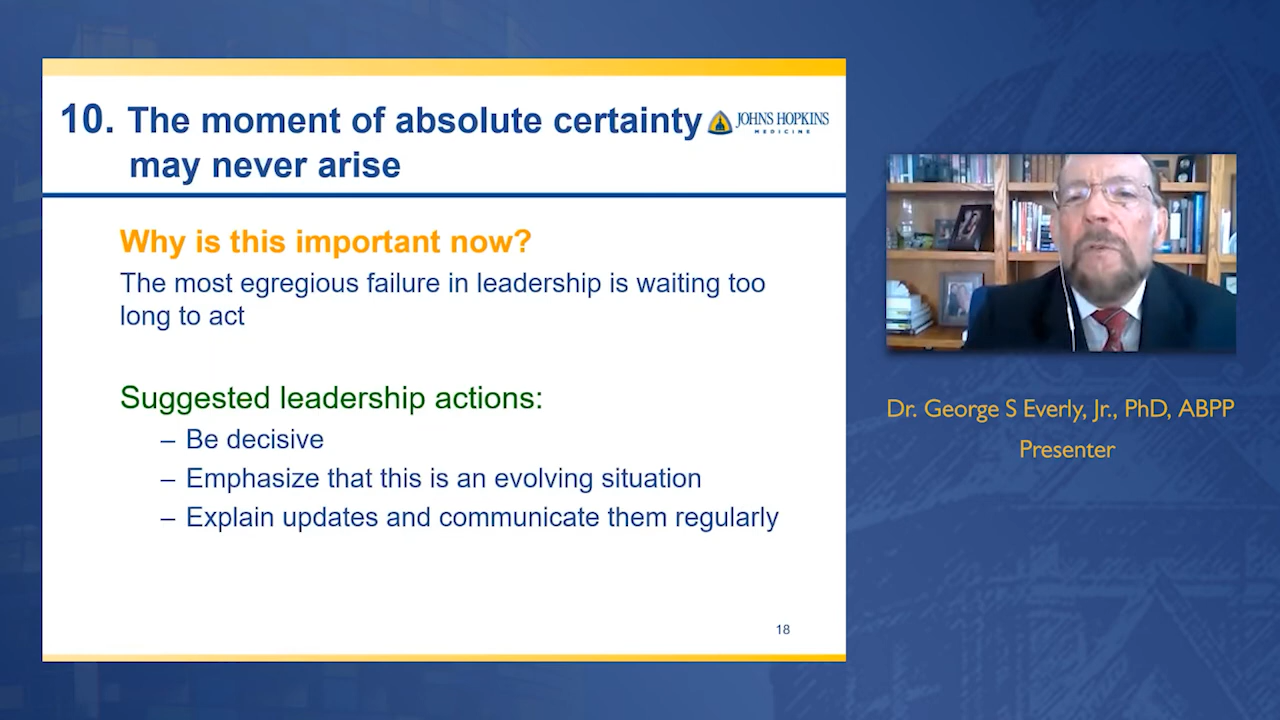 10. The moment of absolute certainty
may never arise
JOHNS HOPKINS
MEDICINE
Why is this important now?
The most egregious failure in leadership is waiting too
long to act
Suggested leadership actions:
– Be decisive
– Emphasize that this is an evolving situation
– Explain updates and communicate them regularly
18
Dr. George S Everly, Jr., PhD, ABPP
Presenter